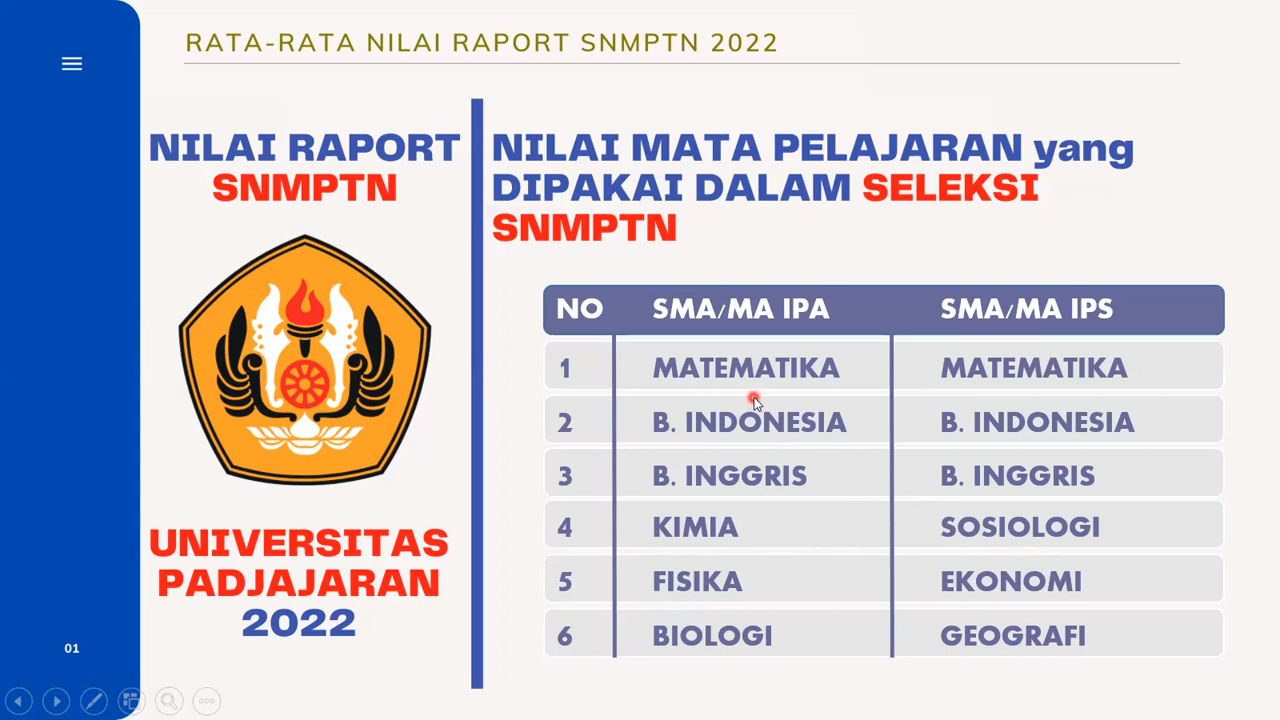 RATA-RATA NILAI RAPORT SNMPTN 2022
NILAI RAPORT
SNMPTN
UNIVERSITAS
PADJAJARAN
2022
NILAI MATA PELAJARAN yang
DIPAKAI DALAM SELEKSI
SNMPTN
NO SMA/MA IPA SMA/MA IPS
1 MATEMATIKA MATEMATIKA
2 B. INDONESIA B. INDONESIA
3 B. INGGRIS B. INGGRIS
4 KIMIA SOSIOLOGI
5 FISIKA EKONOMI
6 BIOLOGI GEOGRAFI
01